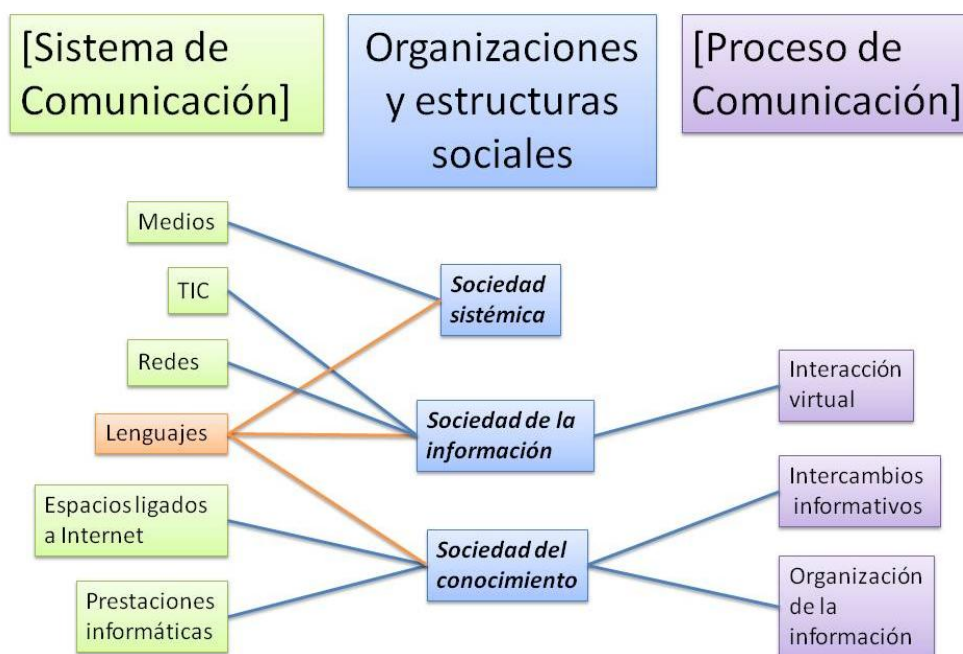 [Sistema de
Comunicación]
Organizaciones
y estructuras
sociales
[Proceso de
Comunicación]
Medios
TIC
Redes
Lenguajes
Espacios ligados
a Internet
Prestaciones
informáticas
Sociedad
sistémica
Sociedad de la
información
Sociedad del
conocimiento
Interacción
virtual
Intercambios
informativos
Organización
de la
información